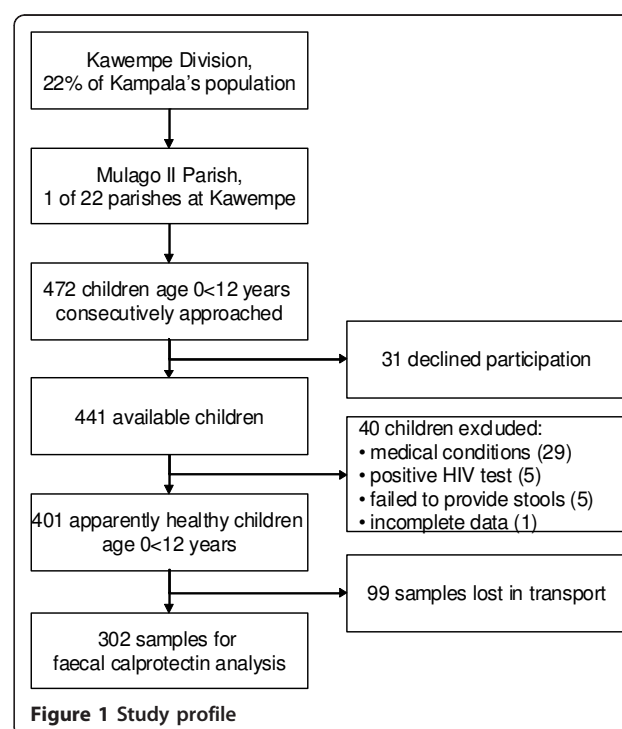 Kawempe Division,
22% of Kampala's population
Mulago II Parish,
1 of 22 parishes at Kawempe
472 children age 0<12 years
consecutively approached
31 declined participation
441 available children
40 children excluded:
• medical conditions (29)
• positive HIV test (5)
• failed to provide stools (5)
• incomplete data (1)
401 apparently healthy children
age 0<12 years
99 samples lost in transport
302 samples for
faecal calprotectin analysis
Figure 1 Study profile